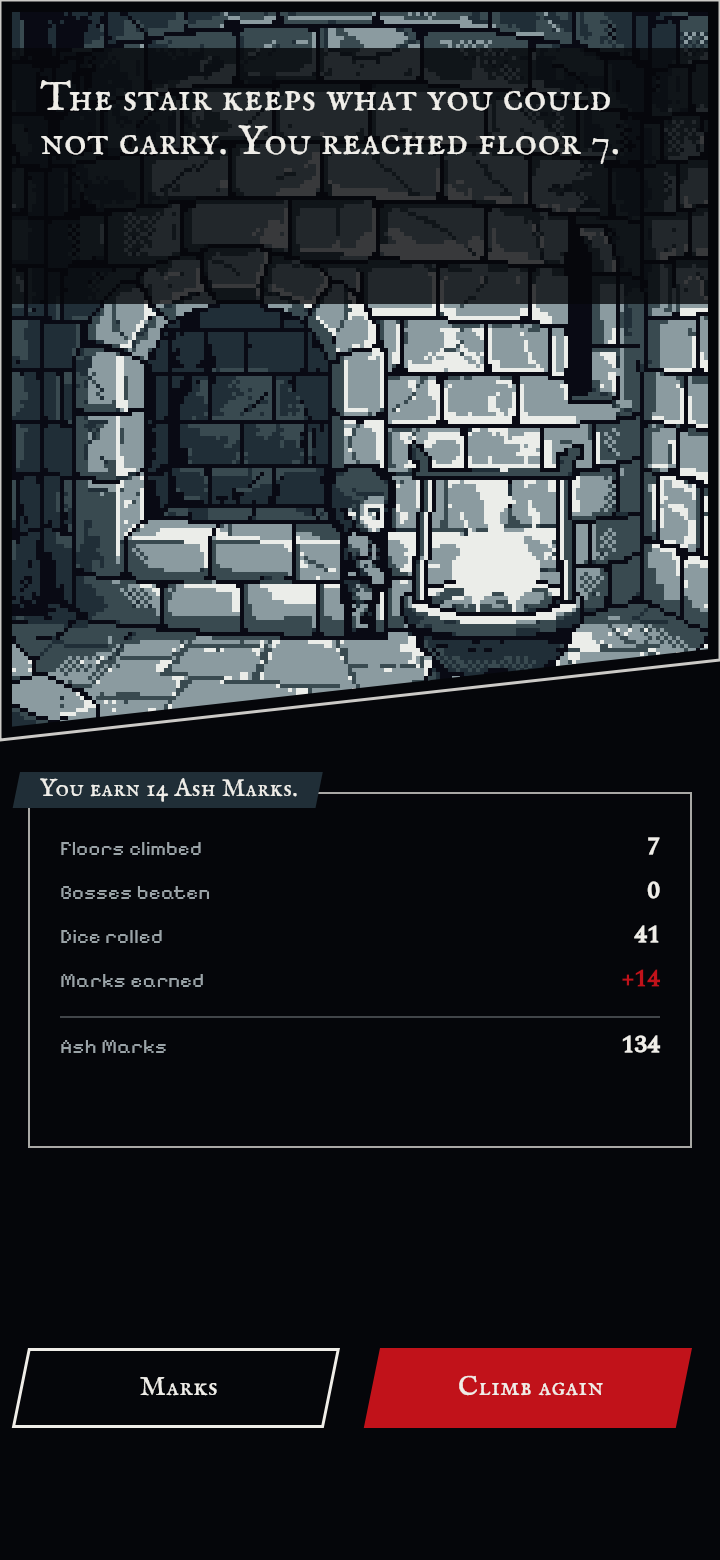 The stair keeps what you could
not carry. You reached floor 7.
You earn 14 Ash Marks.
Floors climbed 7
Bosses beaten 0
Dice rolled 41
Marks earned +14
Ash Marks 134
Marks
Climb again